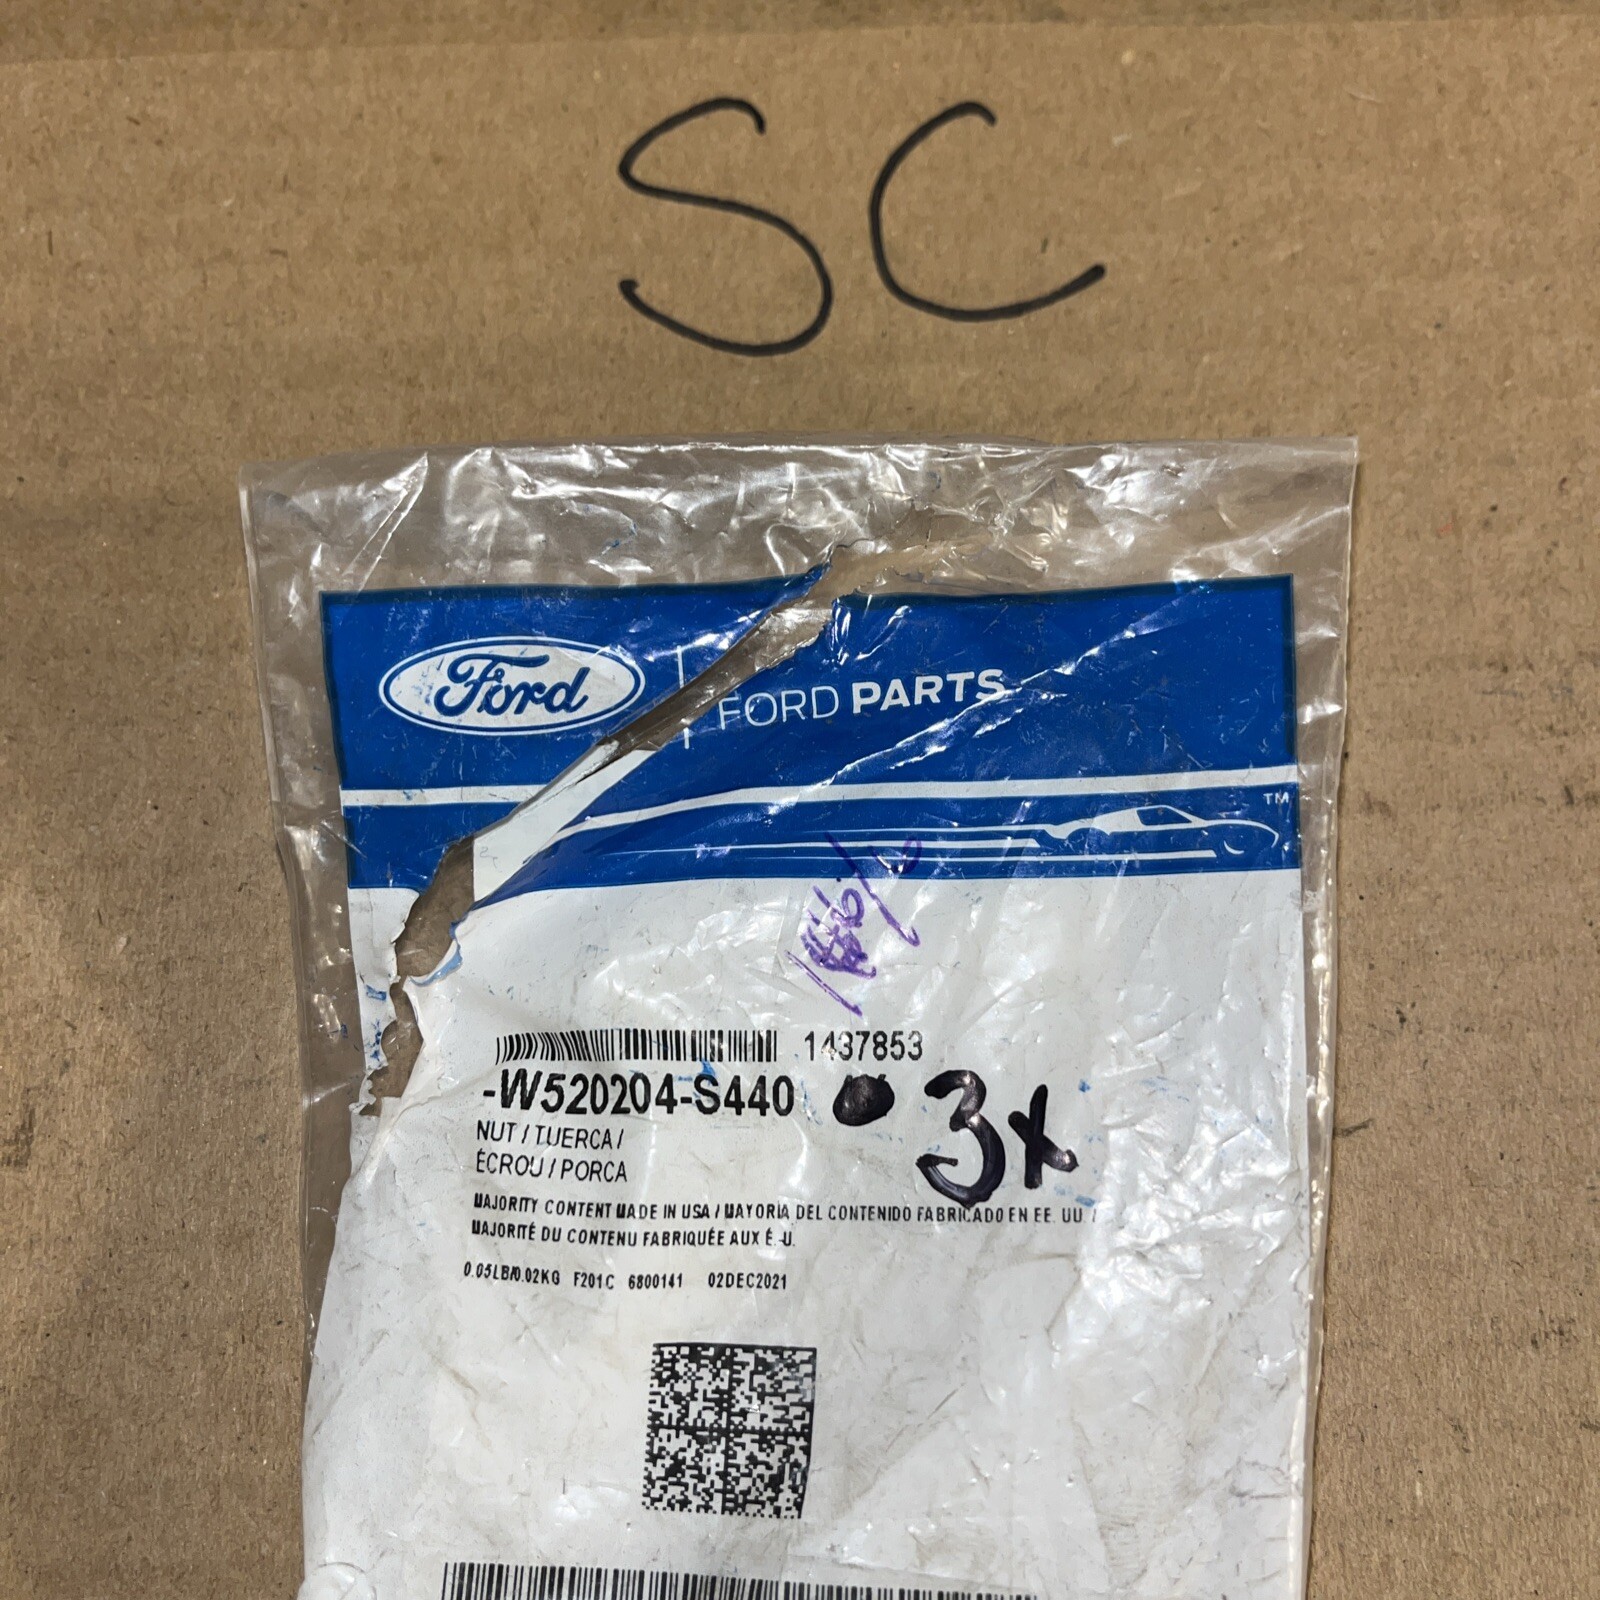 SC
Ford
FORD PARTS
TM
1437853
-W520204-S440
3x
NUT / TUERCA /
ÉCROU / PORCA
MAJORITY CONTENT MADE IN USA / MAYORIA DEL CONTENIDO FABRICADO EN EE. UU. /
MAJORITÉ DU CONTENU FABRIQUÉE AUX É.-U.
0.05LB/0.02KG F201C 6800141 02DEC2021